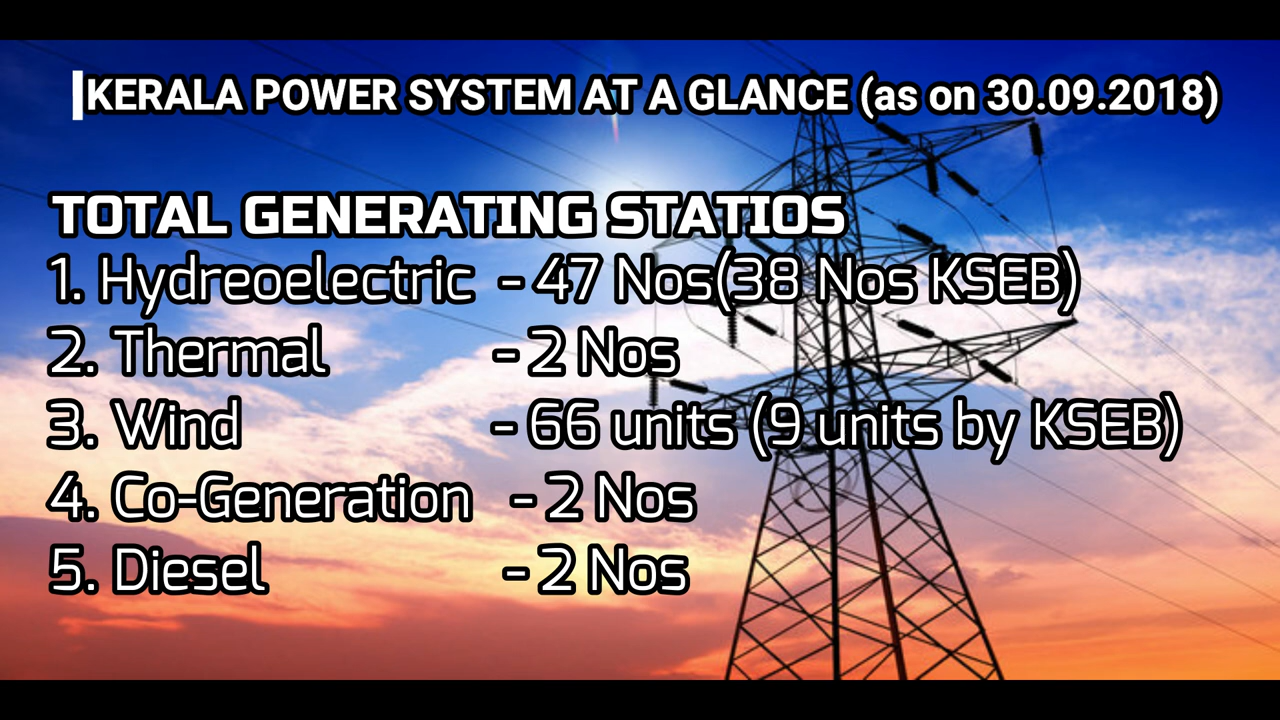 KERALA POWER SYSTEM AT A GLANCE (as on 30.09.2018)
TOTAL GENERATING STATIOS
1. Hydreoelectric - 47 Nos(38 Nos KSEB)
2. Thermal - 2 Nos
3. Wind - 66 units (9 units by KSEB)
4. Co-Generation - 2 Nos
5. Diesel - 2 Nos